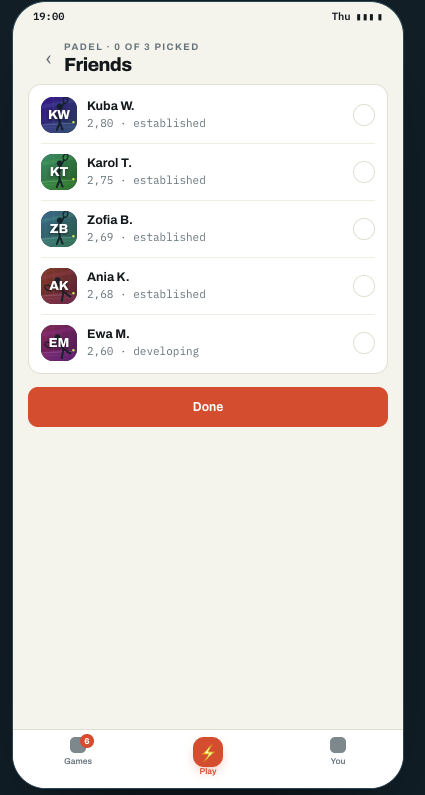 19:00
Thu
PADEL · 0 OF 3 PICKED
Friends
KW
Kuba W.
2,80 · established
KT
Karol T.
2,75 · established
ZB
Zofia B.
2,69 · established
AK
Ania K.
2,68 · established
EM
Ewa M.
2,60 · developing
Done
6
Games
Play
You